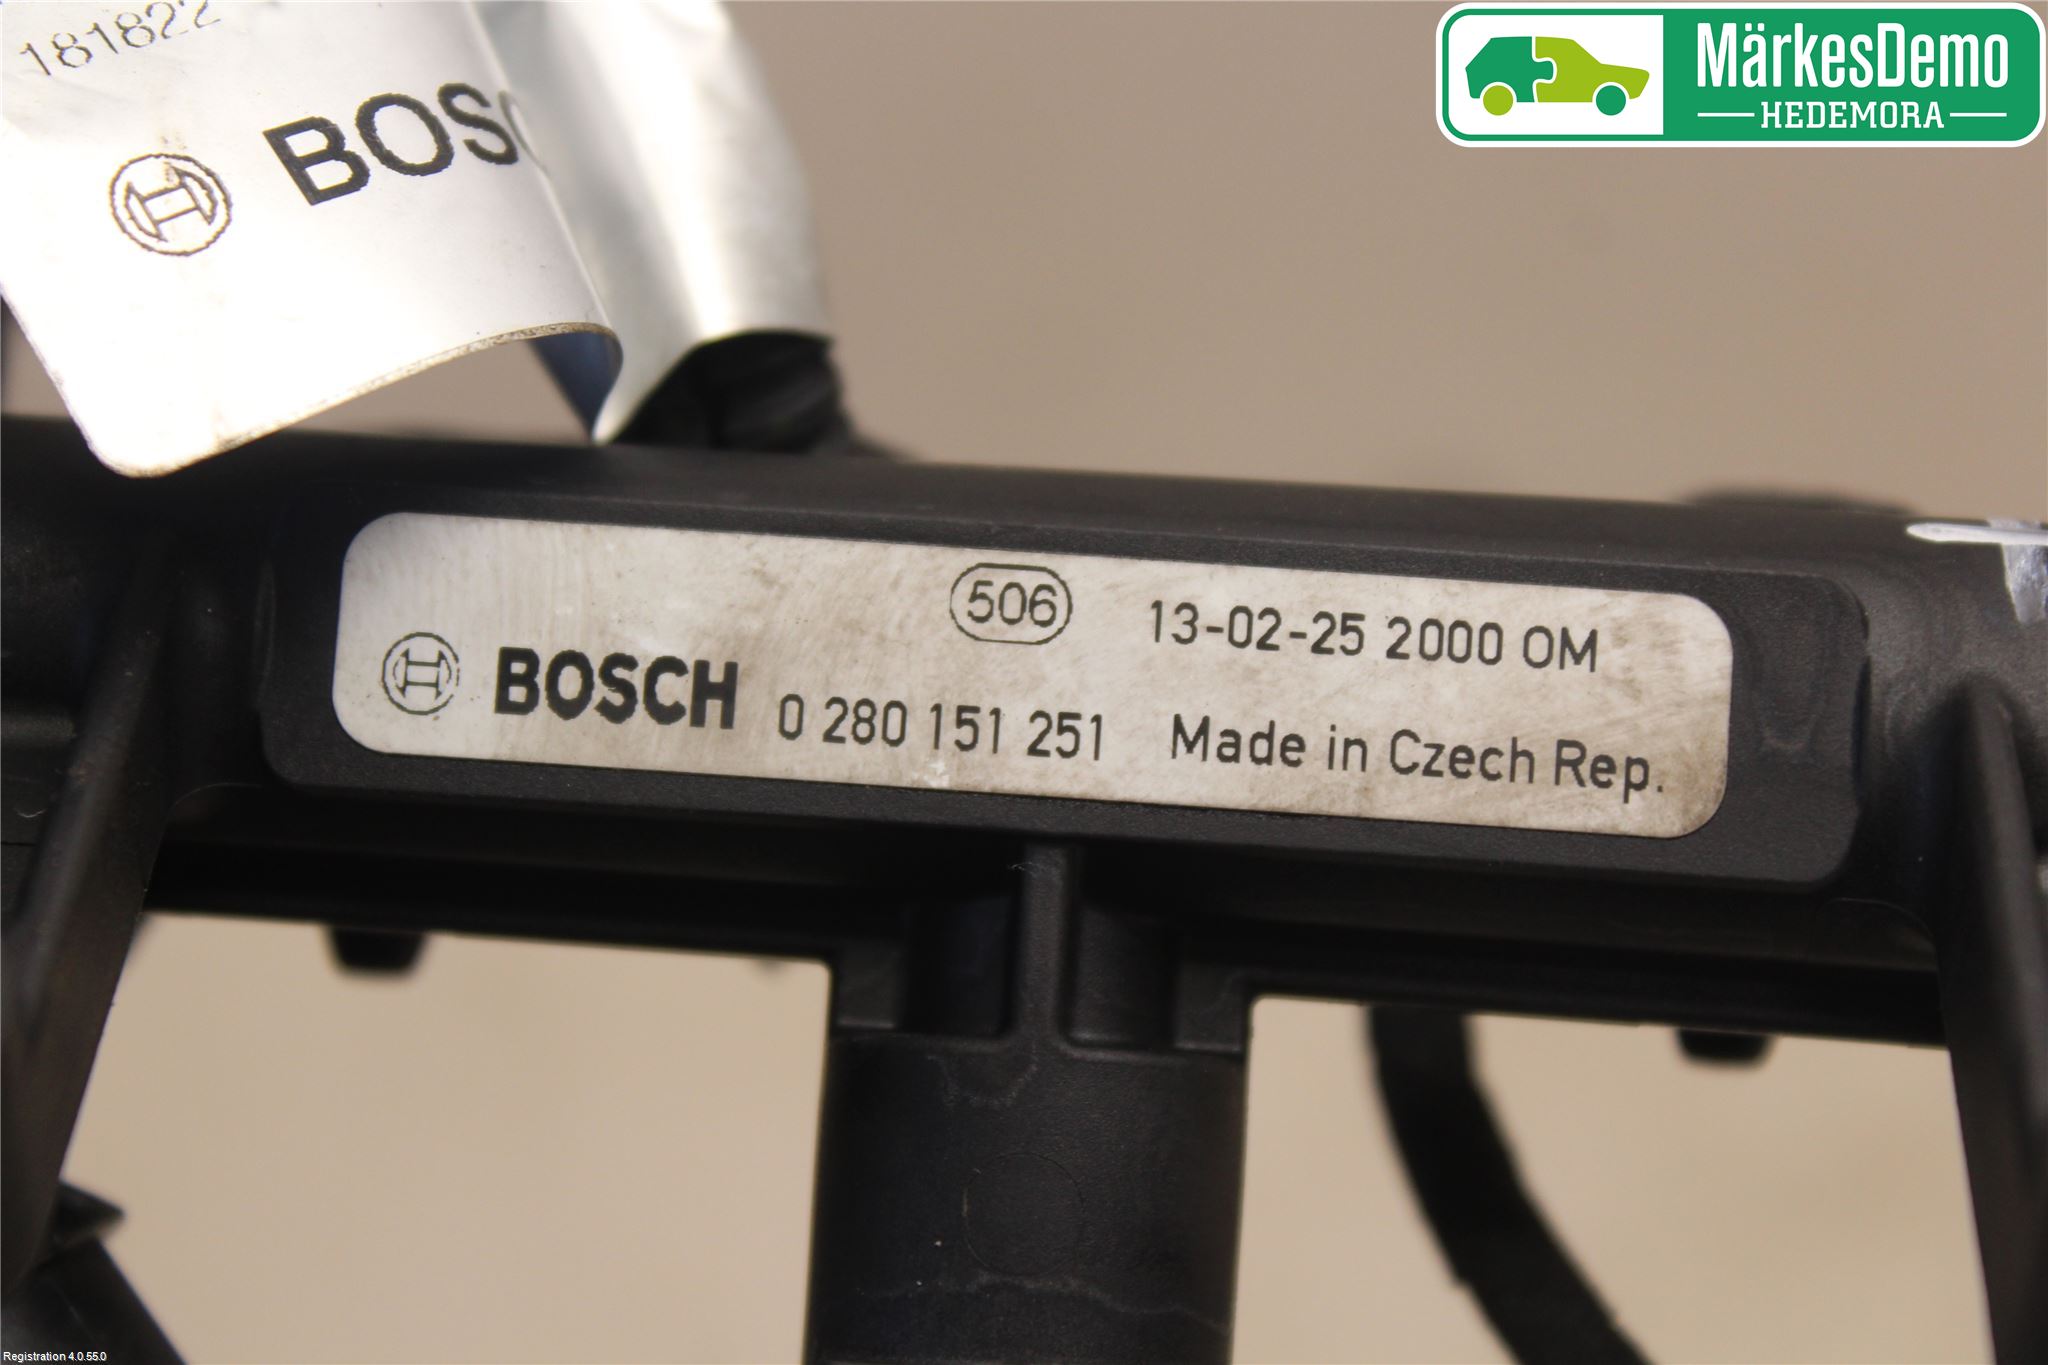 181822
BOSC
MärkesDemo
HEDEMORA
506 13-02-25 2000 OM
BOSCH 0 280 151 251 Made in Czech Rep.
Registration 4.0.55.0